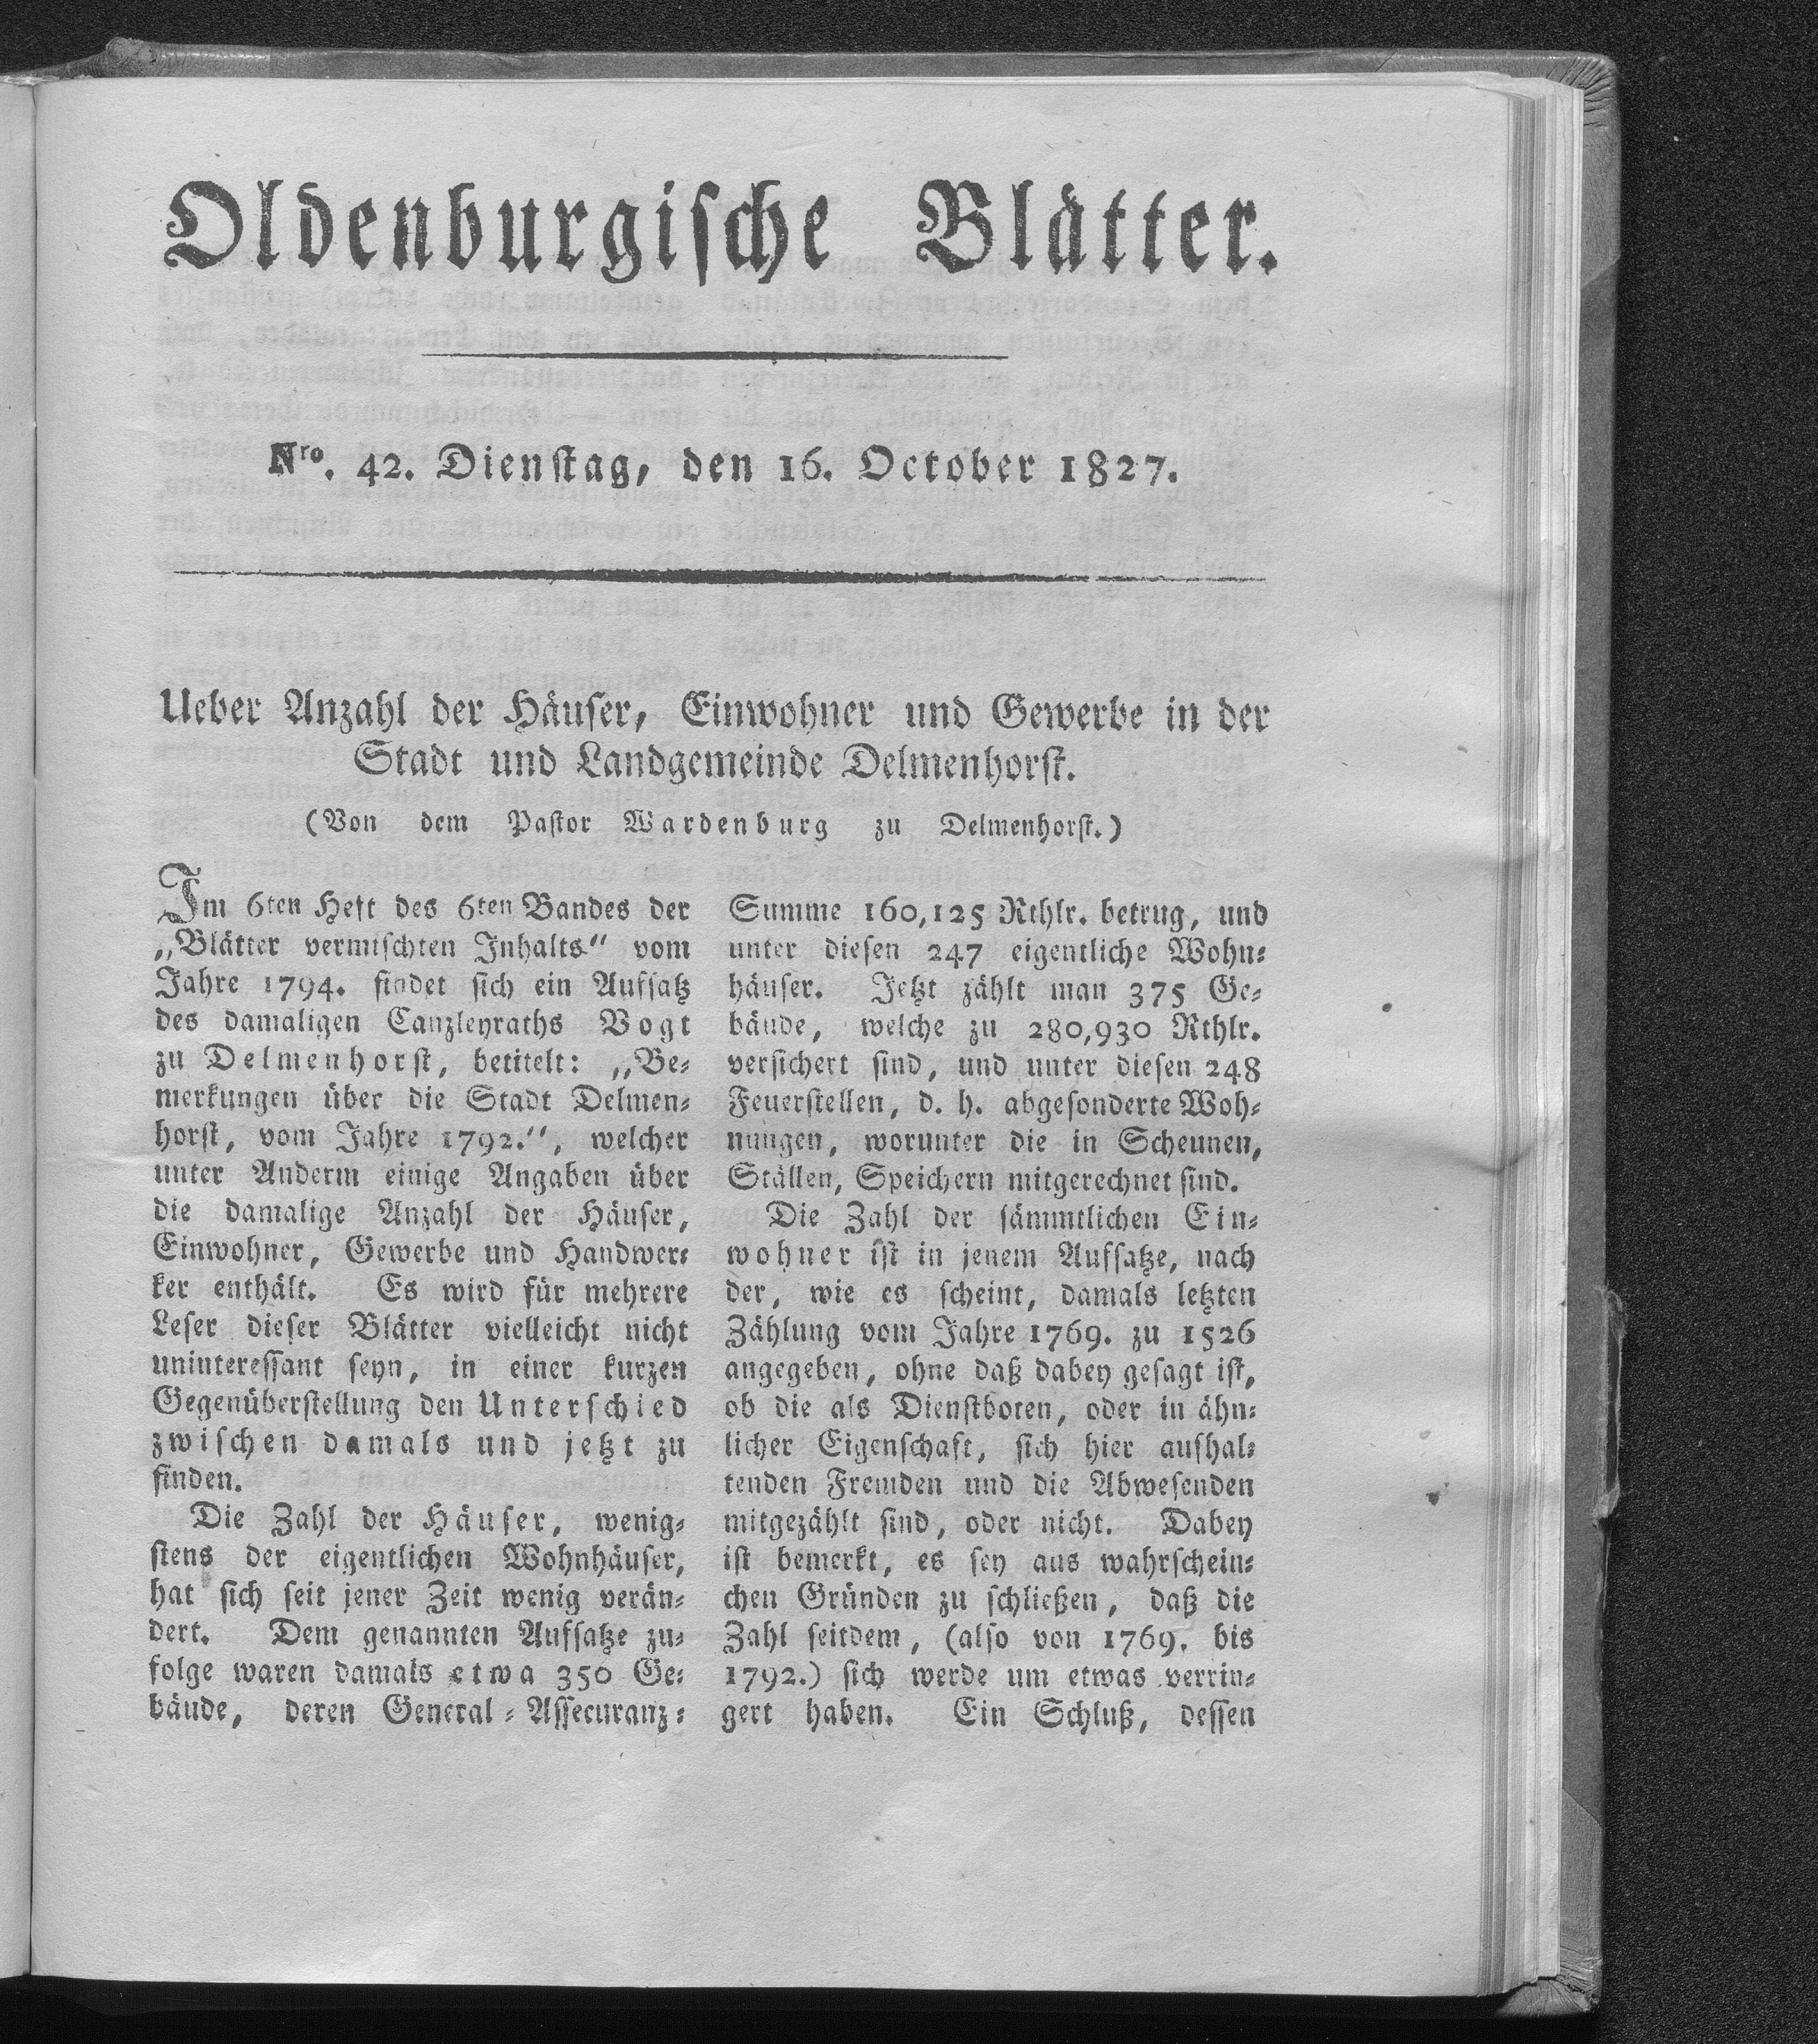 Oldenburgische Blätter.
Nro. 42. Dienstag, den 16. October 1827.
Ueber Anzahl der Häuser, Einwohner und Gewerbe in der
Stadt und Landgemeinde Delmenhorst.
(Von dem Pastor Wardenburg zu Delmenhorst.)
Im 6ten Heft des 6ten Bandes der
„Blätter vermischten Inhalts“ vom
Jahre 1794. findet sich ein Aufsatz
des damaligen Canzleyraths Vogt
zu Delmenhorst, betitelt: „Be-
merkungen über die Stadt Delmen-
horst, vom Jahre 1792.“, welcher
unter Anderm einige Angaben über
die damalige Anzahl der Häuser,
Einwohner, Gewerbe und Handwer-
ker enthält. Es wird für mehrere
Leser dieser Blätter vielleicht nicht
uninteressant seyn, in einer kurzen
Gegenüberstellung den Unterschied
zwischen damals und jetzt zu
finden.
Die Zahl der Häuser, wenig-
stens der eigentlichen Wohnhäuser,
hat sich seit jener Zeit wenig verän-
dert. Dem genannten Aufsatze zu-
folge waren damals etwa 350 Ge-
bäude, deren General-Assecuranz-
Summe 160,125 Rthlr. betrug, und
unter diesen 247 eigentliche Wohn-
häuser. Jetzt zählt man 375 Ge-
bäude, welche zu 280,930 Rthlr.
versichert sind, und unter diesen 248
Feuerstellen, d. h. abgesonderte Woh-
nungen, worunter die in Scheunen,
Ställen, Speichern mitgerechnet sind.
Die Zahl der sämmtlichen Ein-
wohner ist in jenem Aufsatze, nach
der, wie es scheint, damals letzten
Zählung vom Jahre 1769. zu 1526
angegeben, ohne daß dabey gesagt ist,
ob die als Dienstboten, oder in ähn-
licher Eigenschaft, sich hier aufhal-
tenden Fremden und die Abwesenden
mitgezählt sind, oder nicht. Dabey
ist bemerkt, es sey aus wahrschein-
chen Gründen zu schließen, daß die
Zahl seitdem, (also von 1769. bis
1792.) sich werde um etwas verrin-
gert haben. Ein Schluß, dessen